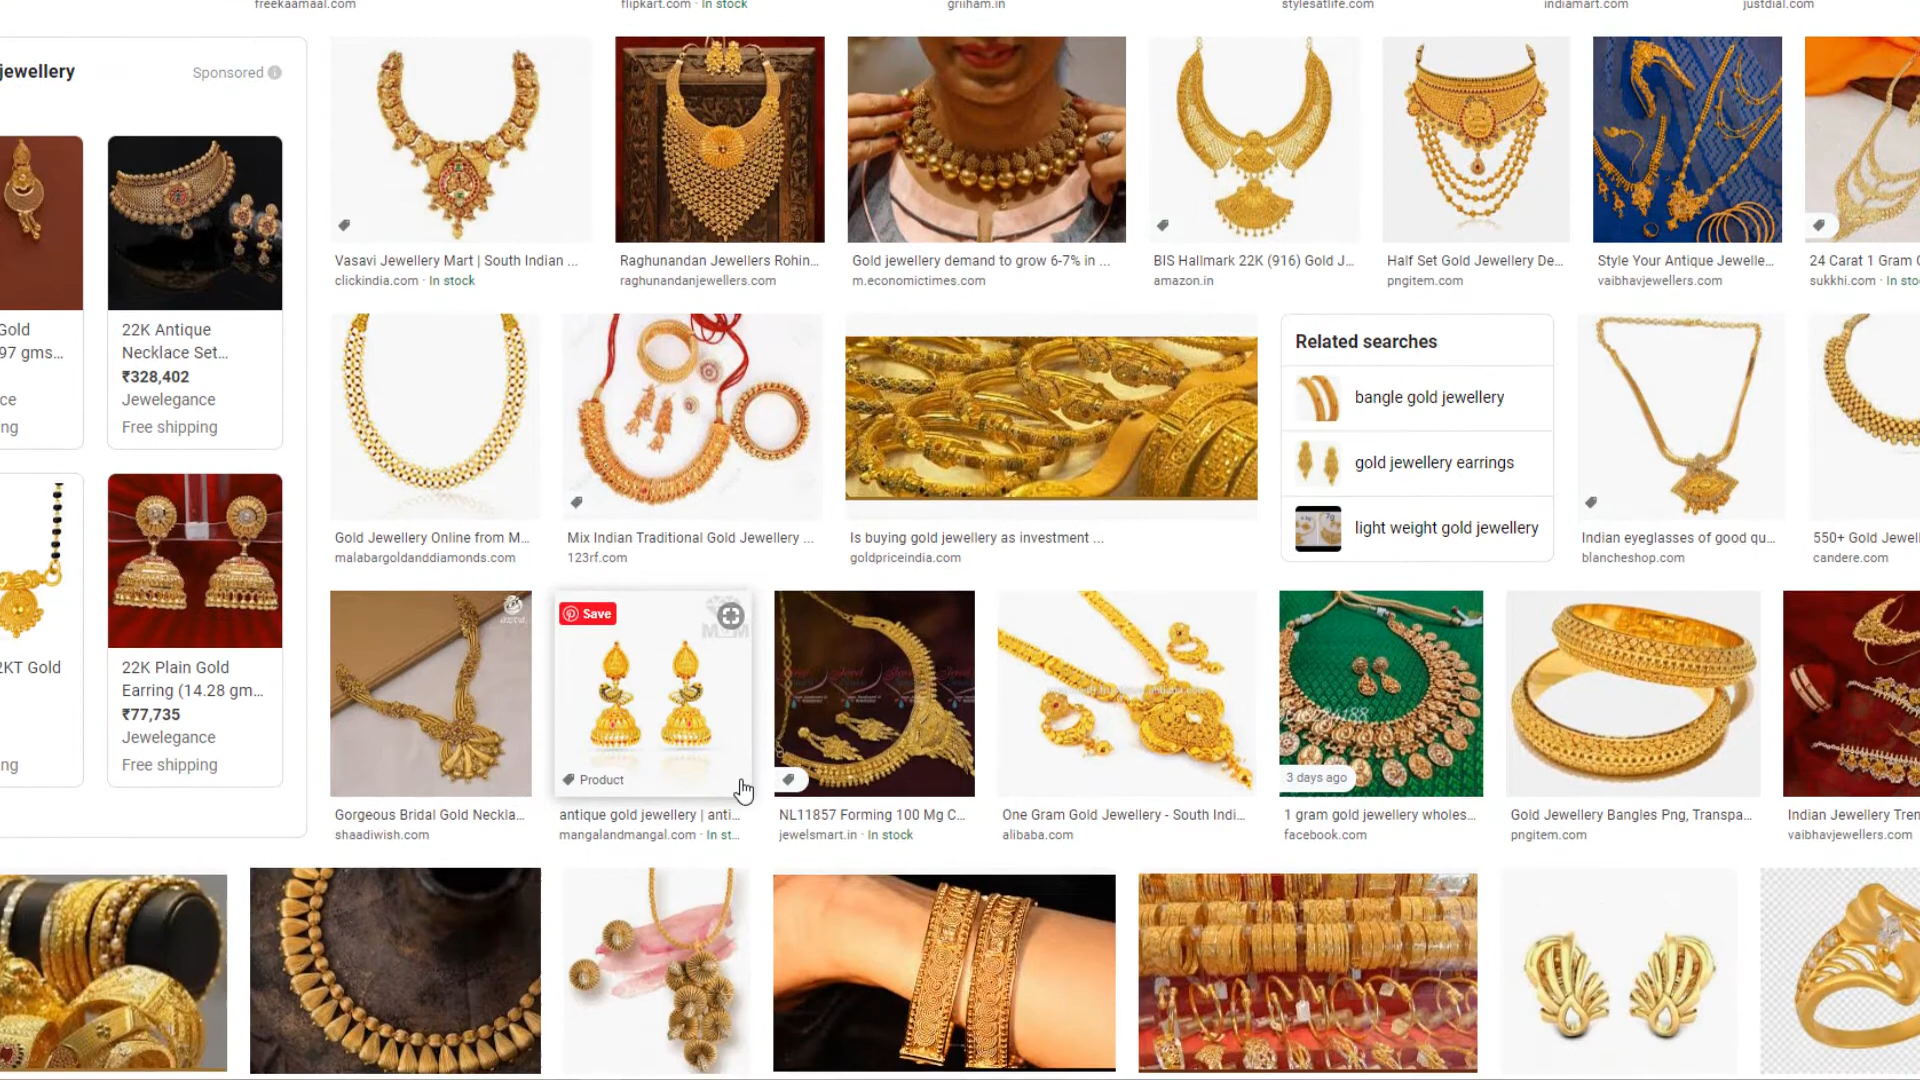 freekaamaal.com
flipkart.com · In stock
griiham.in
stylesatlife.com
indiamart.com
justdial.com
jewellery
Sponsored
Gold
97 gms...
ce
ng
22K Antique
Necklace Set...
₹328,402
Jewelegance
Free shipping
2KT Gold
ng
22K Plain Gold
Earring (14.28 gm...
₹77,735
Jewelegance
Free shipping
Vasavi Jewellery Mart | South Indian ...
clickindia.com · In stock
Raghunandan Jewellers Rohin...
raghunandanjewellers.com
Gold jewellery demand to grow 6-7% in ...
m.economictimes.com
BIS Hallmark 22K (916) Gold J...
amazon.in
Half Set Gold Jewellery De...
pngitem.com
Style Your Antique Jewelle...
vaibhavjewellers.com
24 Carat 1 Gram
sukkhi.com · In sto
Gold Jewellery Online from M...
malabargoldanddiamonds.com
Mix Indian Traditional Gold Jewellery ...
123rf.com
Is buying gold jewellery as investment ...
goldpriceindia.com
Related searches
bangle gold jewellery
gold jewellery earrings
light weight gold jewellery
Indian eyeglasses of good qu...
blancheshop.com
550+ Gold Jewell
candere.com
Save
Product
3 days ago
Gorgeous Bridal Gold Neckla...
shaadiwish.com
antique gold jewellery | anti...
mangalandmangal.com · In st...
NL11857 Forming 100 Mg C...
jewelsmart.in · In stock
One Gram Gold Jewellery - South Indi...
alibaba.com
1 gram gold jewellery wholes...
facebook.com
Gold Jewellery Bangles Png, Transpa...
pngitem.com
Indian Jewellery Tren
vaibhavjewellers.com